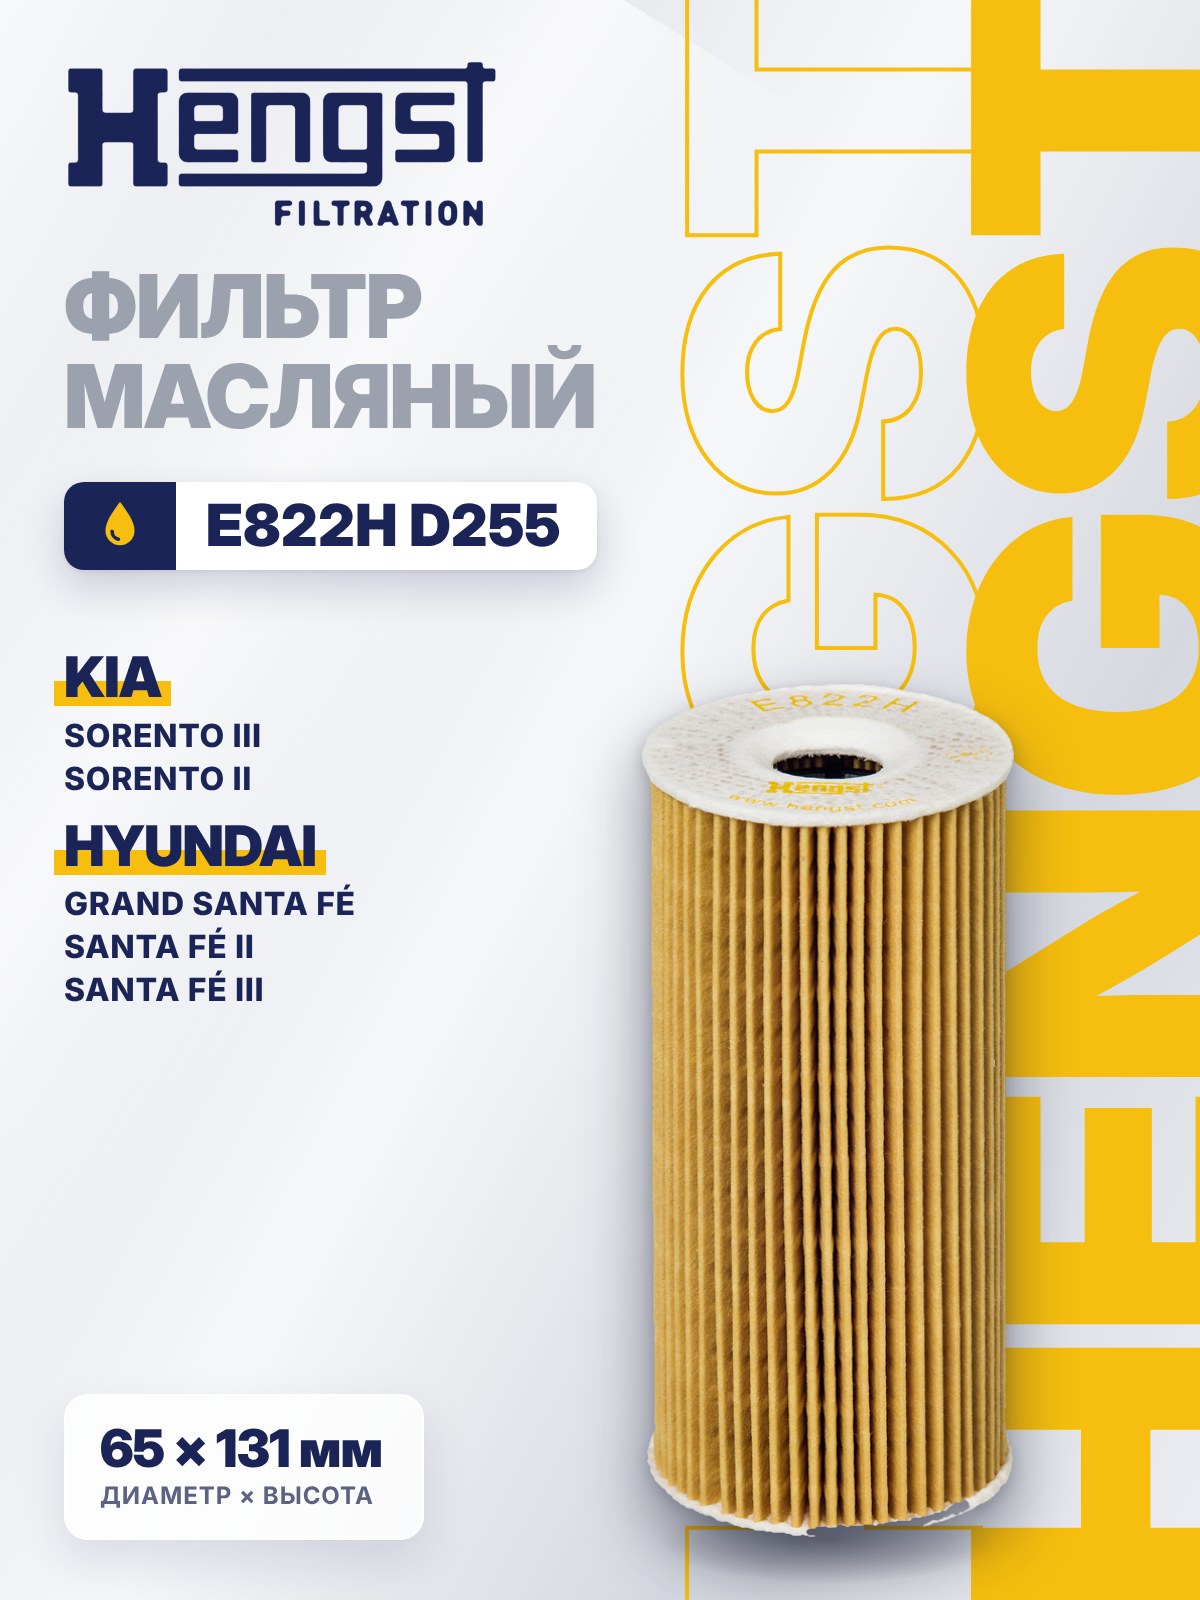 Hengst
FILTRATION
ФИЛЬТР
МАСЛЯНЫЙ
E822H D255
KIA
SORENTO III
SORENTO II
HYUNDAI
GRAND SANTA FÉ
SANTA FÉ II
SANTA FÉ III
65 × 131 мм
ДИАМЕТР × ВЫСОТА
HENGST
E822H
Hengst
www.hengst.com